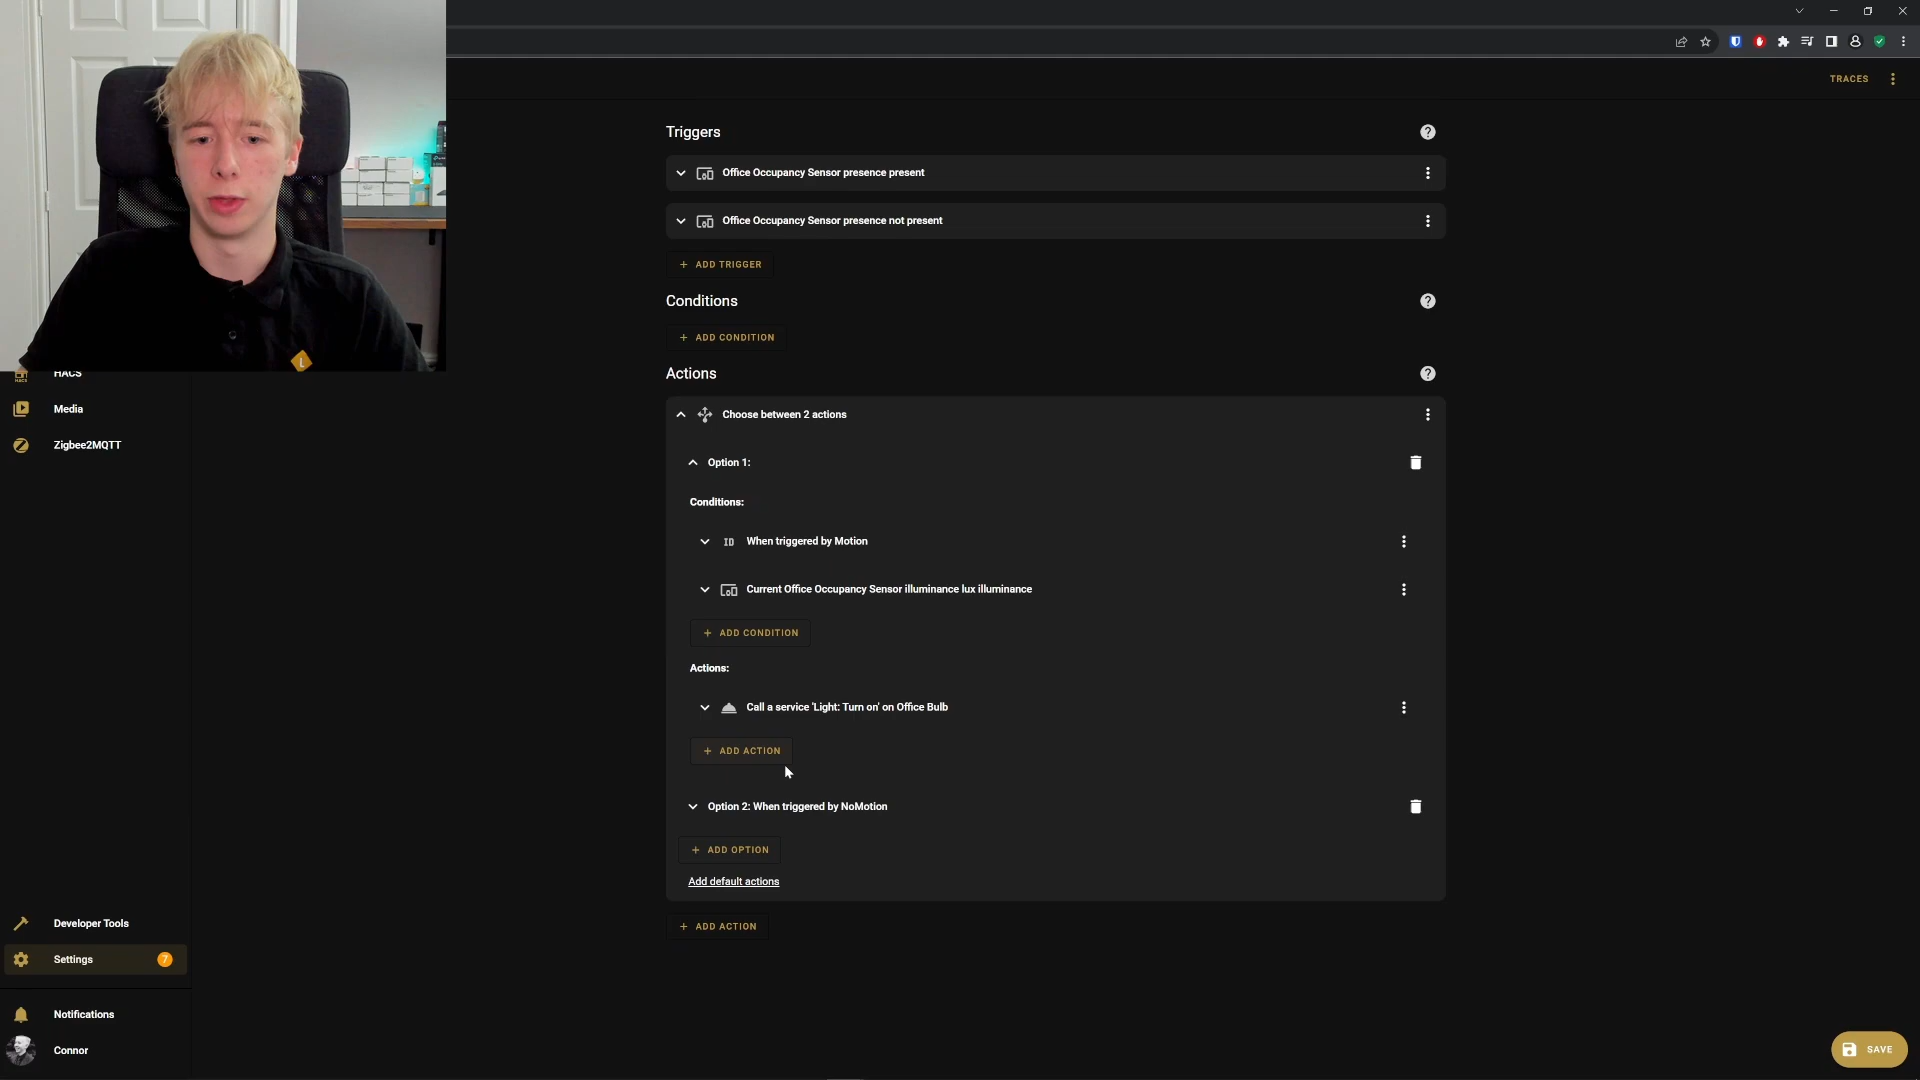 TRACES
Triggers
Office Occupancy Sensor presence present
Office Occupancy Sensor presence not present
+ ADD TRIGGER
Conditions
+ ADD CONDITION
Actions
Choose between 2 actions
Option 1:
Conditions:
ID When triggered by Motion
Current Office Occupancy Sensor illuminance lux illuminance
+ ADD CONDITION
Actions:
Call a service 'Light: Turn on' on Office Bulb
+ ADD ACTION
Option 2: When triggered by NoMotion
+ ADD OPTION
Add default actions
+ ADD ACTION
HACS
Media
Zigbee2MQTT
Developer Tools
Settings 7
Notifications
Connor
SAVE
L